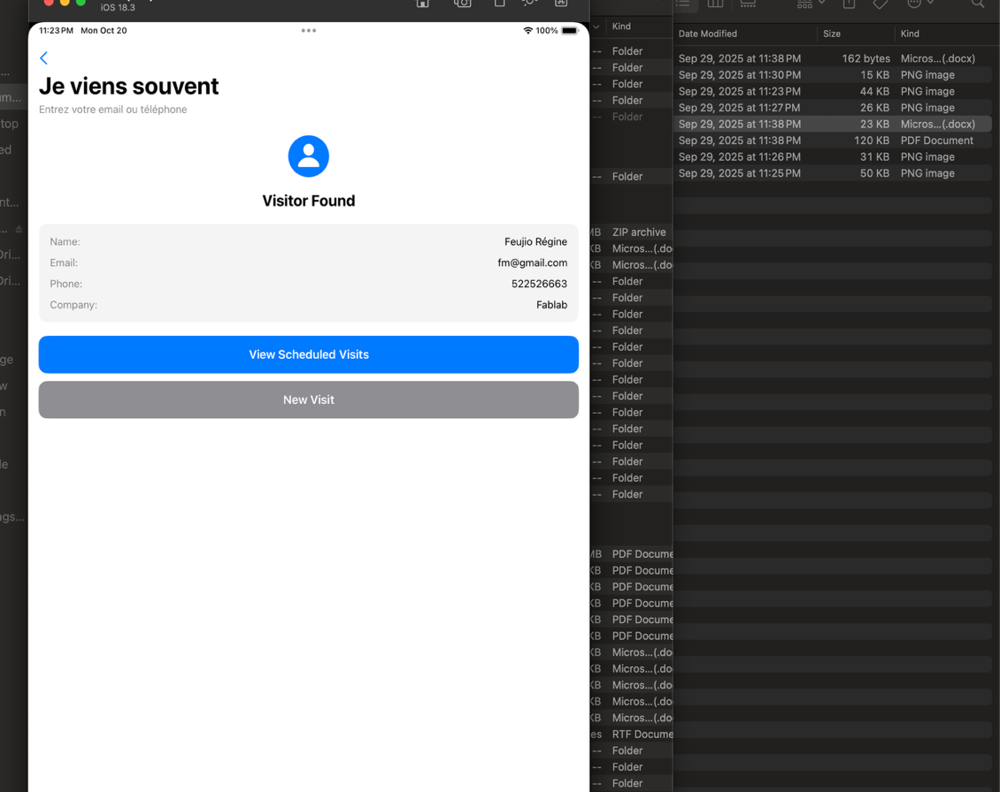 iOS 18.3
11:23 PM Mon Oct 20
100%
Je viens souvent
Entrez votre email ou téléphone
Visitor Found
Name: Feujio Régine
Email: fm@gmail.com
Phone: 522526663
Company: Fablab
View Scheduled Visits
New Visit
um...
top
ed
nt...
...
Dri...
Dri...
ge
w
n
le
ags...
Kind
-- Folder
-- Folder
-- Folder
-- Folder
-- Folder
-- Folder
MB ZIP archive
KB Micros...(.do
KB Micros...(.do
-- Folder
-- Folder
-- Folder
-- Folder
-- Folder
-- Folder
-- Folder
-- Folder
-- Folder
-- Folder
-- Folder
-- Folder
-- Folder
-- Folder
MB PDF Docume
KB PDF Docume
KB PDF Docume
KB PDF Docume
KB PDF Docume
KB PDF Docume
KB Micros...(.do
KB Micros...(.do
KB Micros...(.do
KB Micros...(.do
KB Micros...(.do
es RTF Docume
-- Folder
-- Folder
-- Folder
Date Modified Size Kind
Sep 29, 2025 at 11:38 PM 162 bytes Micros...(.docx)
Sep 29, 2025 at 11:30 PM 15 KB PNG image
Sep 29, 2025 at 11:23 PM 44 KB PNG image
Sep 29, 2025 at 11:27 PM 26 KB PNG image
Sep 29, 2025 at 11:38 PM 23 KB Micros...(.docx)
Sep 29, 2025 at 11:38 PM 120 KB PDF Document
Sep 29, 2025 at 11:26 PM 31 KB PNG image
Sep 29, 2025 at 11:25 PM 50 KB PNG image